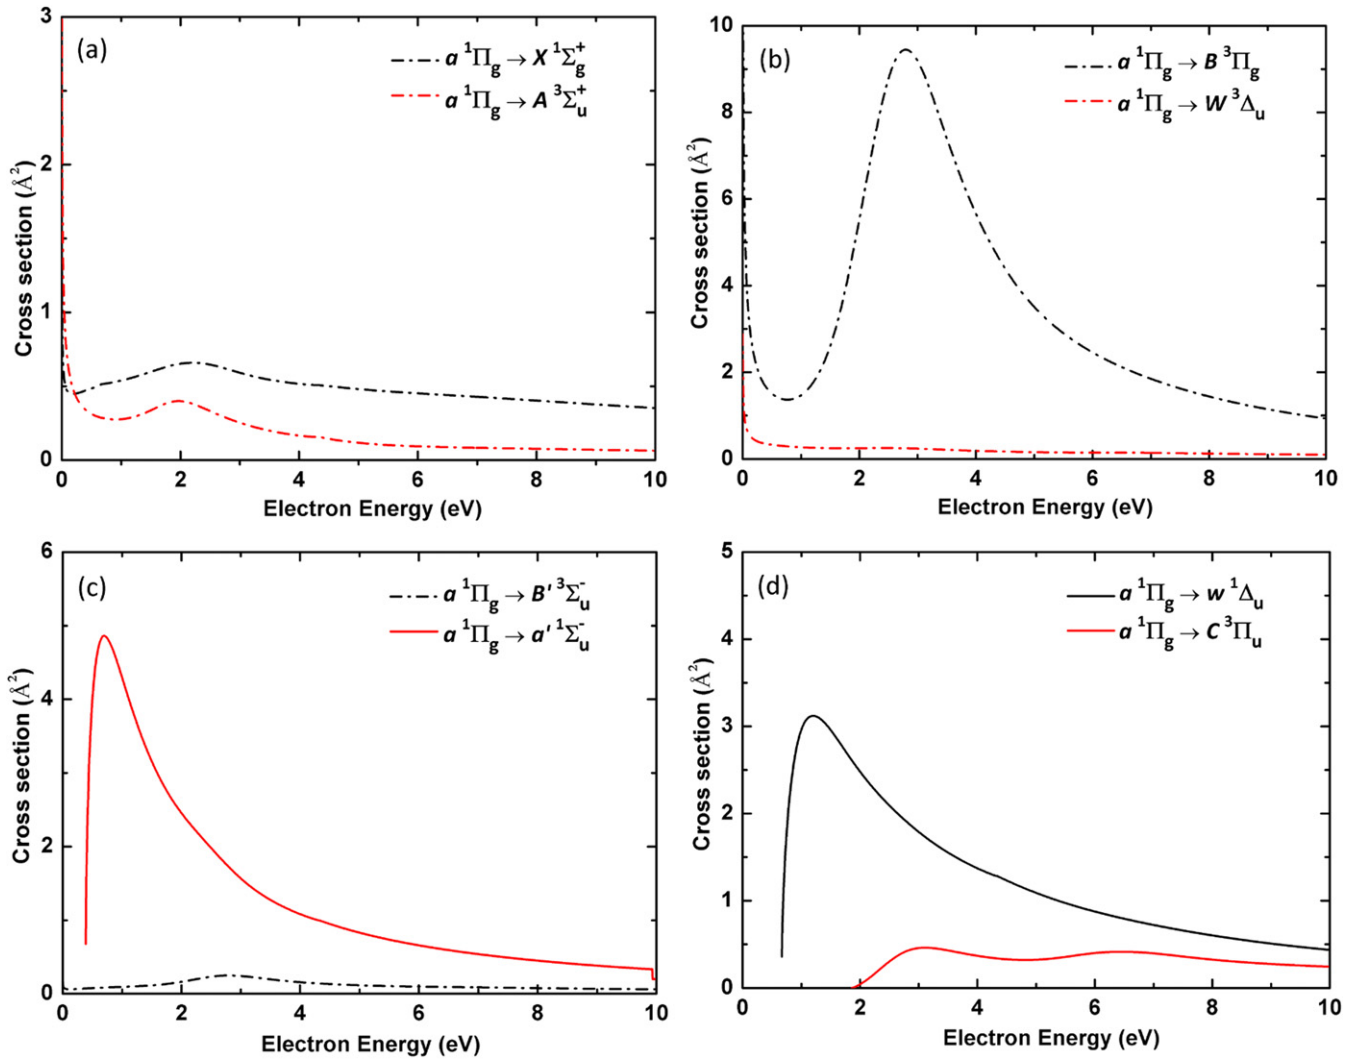 (a)
a ¹Πg → X ¹Σg⁺
a ¹Πg → A ³Σu⁺
3
2
1
0
Cross section (Å²)
0 2 4 6 8 10
Electron Energy (eV)
(b)
a ¹Πg → B ³Πg
a ¹Πg → W ³Δu
10
8
6
4
2
0
Cross section (Å²)
0 2 4 6 8 10
Electron Energy (eV)
(c)
a ¹Πg → B' ³Σu⁻
a ¹Πg → a' ¹Σu⁻
6
4
2
0
Cross section (Å²)
0 2 4 6 8 10
Electron Energy (eV)
(d)
a ¹Πg → w ¹Δu
a ¹Πg → C ³Πu
5
4
3
2
1
0
Cross section (Å²)
0 2 4 6 8 10
Electron Energy (eV)